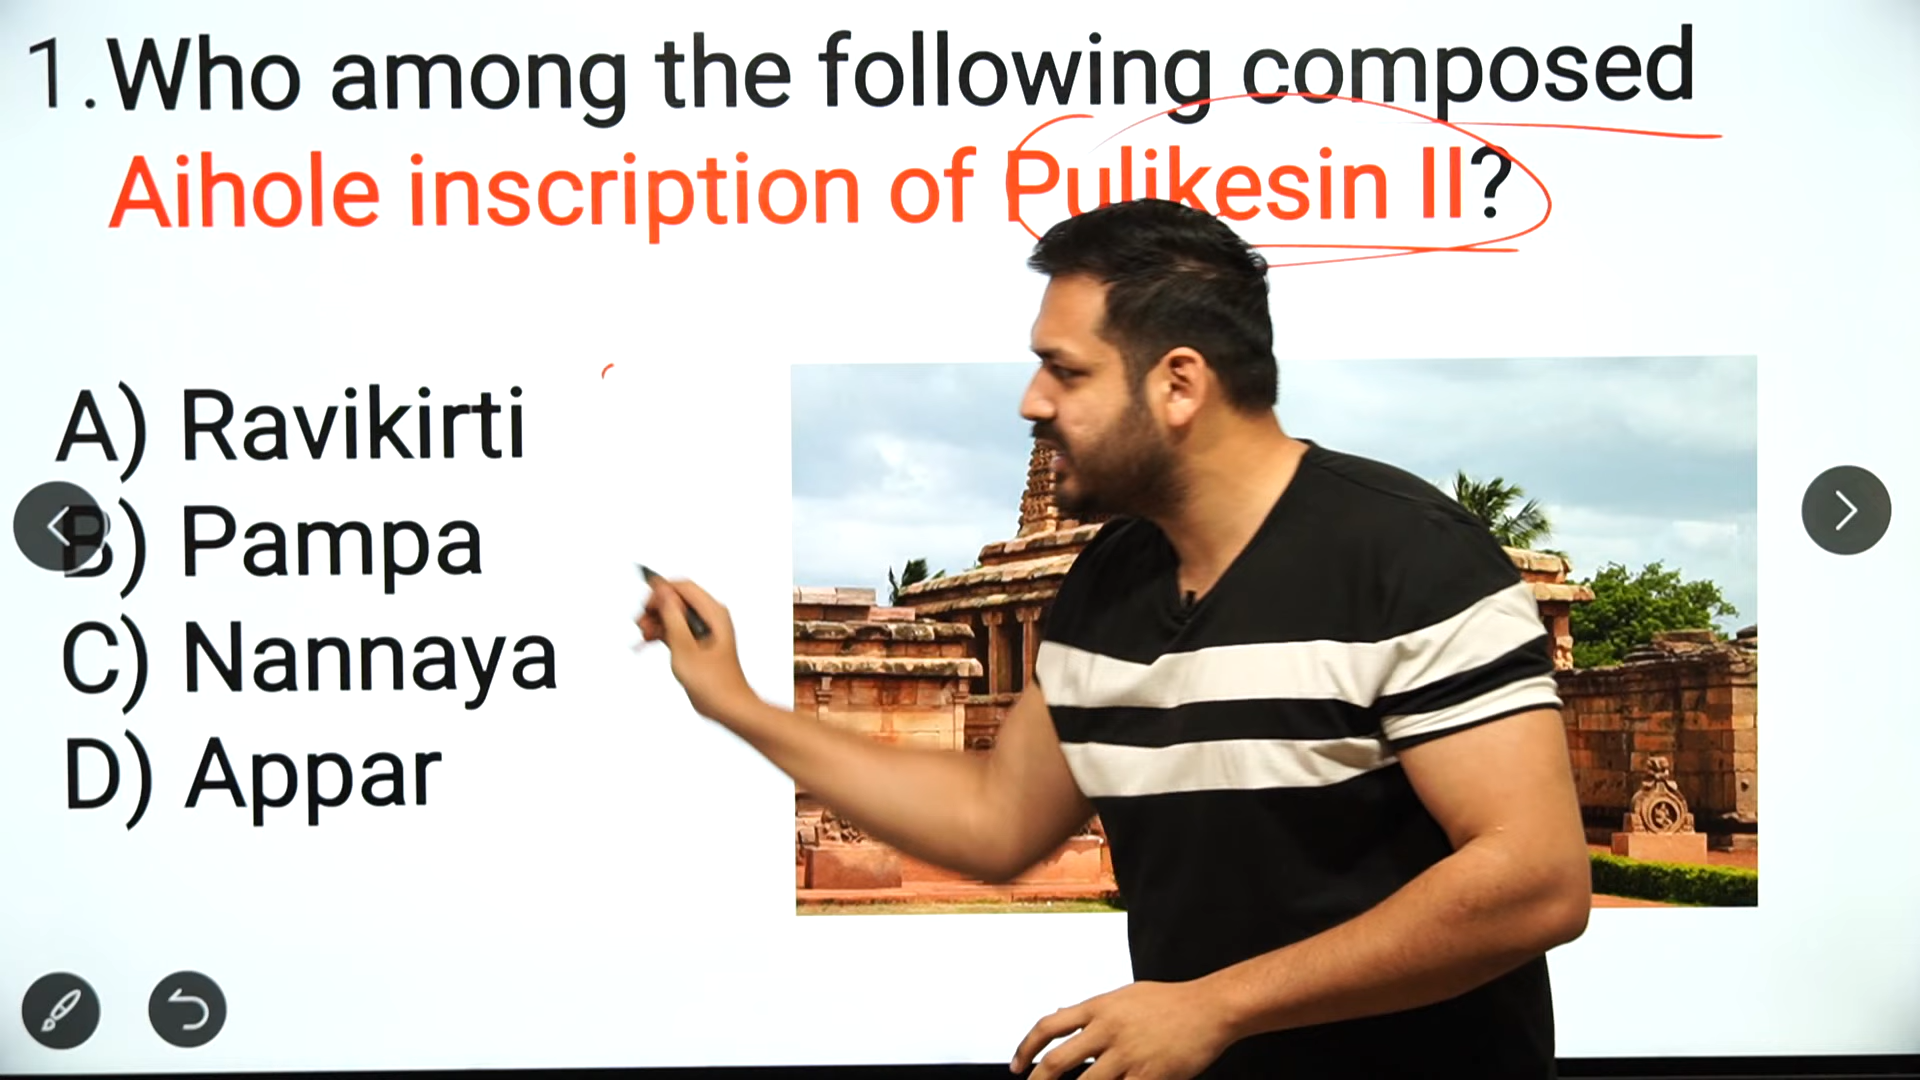 1.Who among the following composed
Aihole inscription of Pulikesin II?
A) Ravikirti
B) Pampa
C) Nannaya
D) Appar